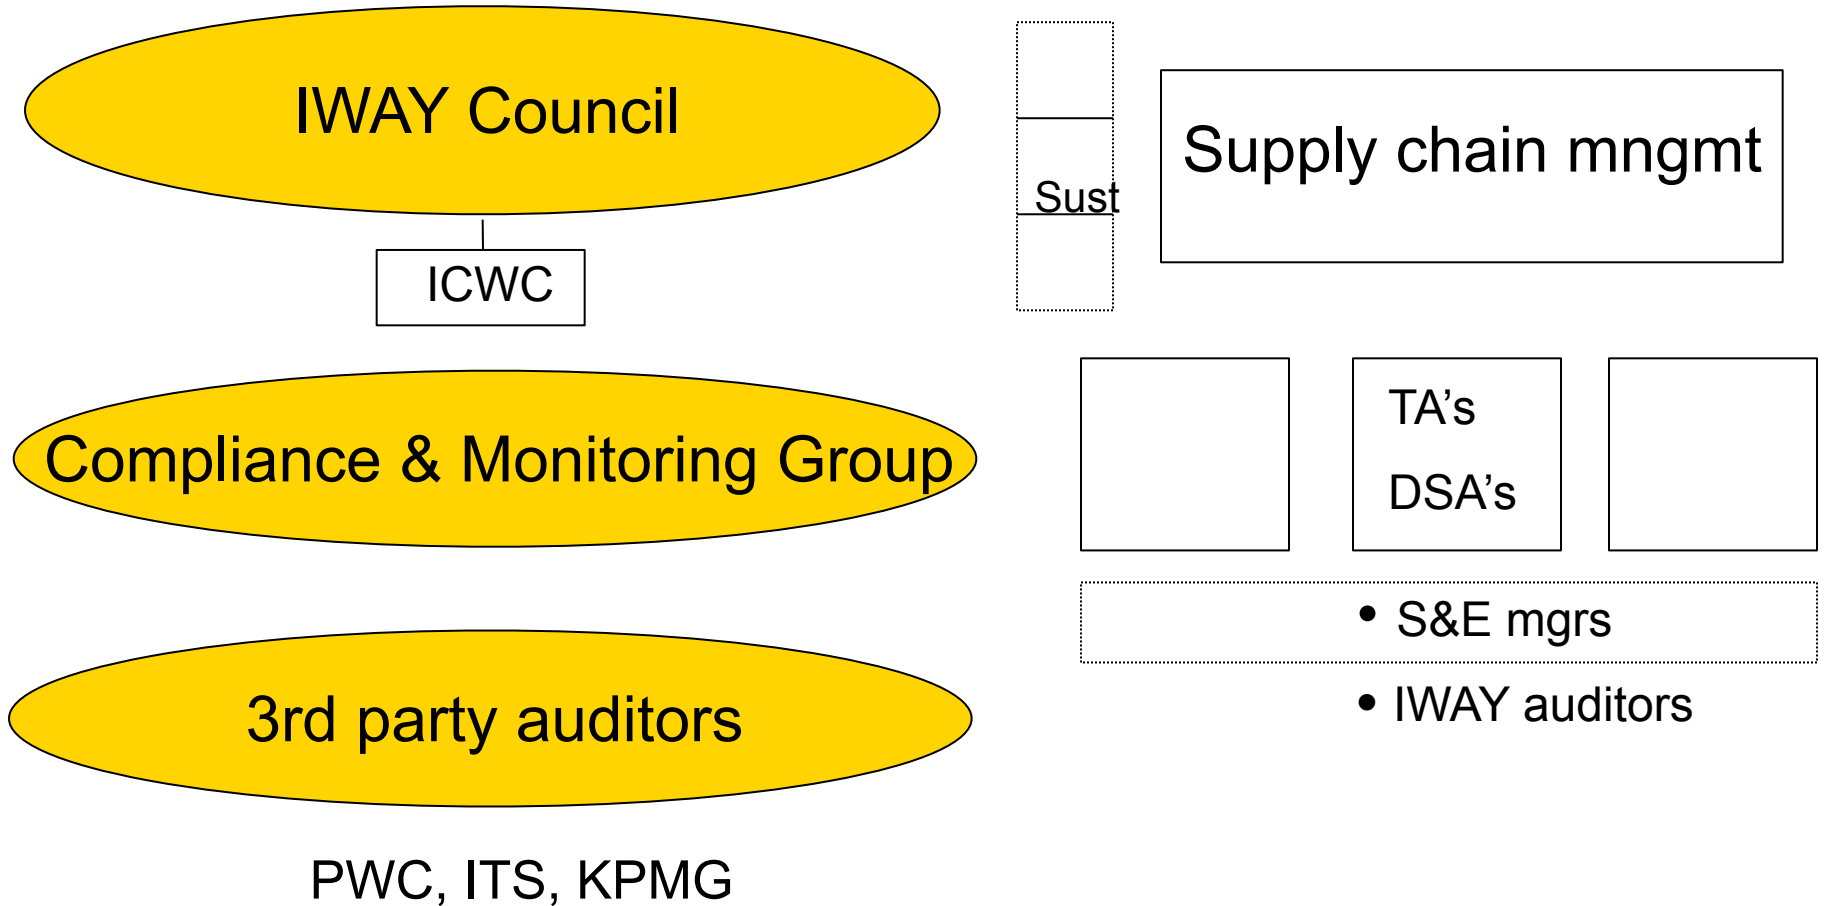 IWAY Council
ICWC
Compliance & Monitoring Group
3rd party auditors
PWC, ITS, KPMG
Sust
Supply chain mngmt
TA’s
DSA’s
• S&E mgrs
• IWAY auditors